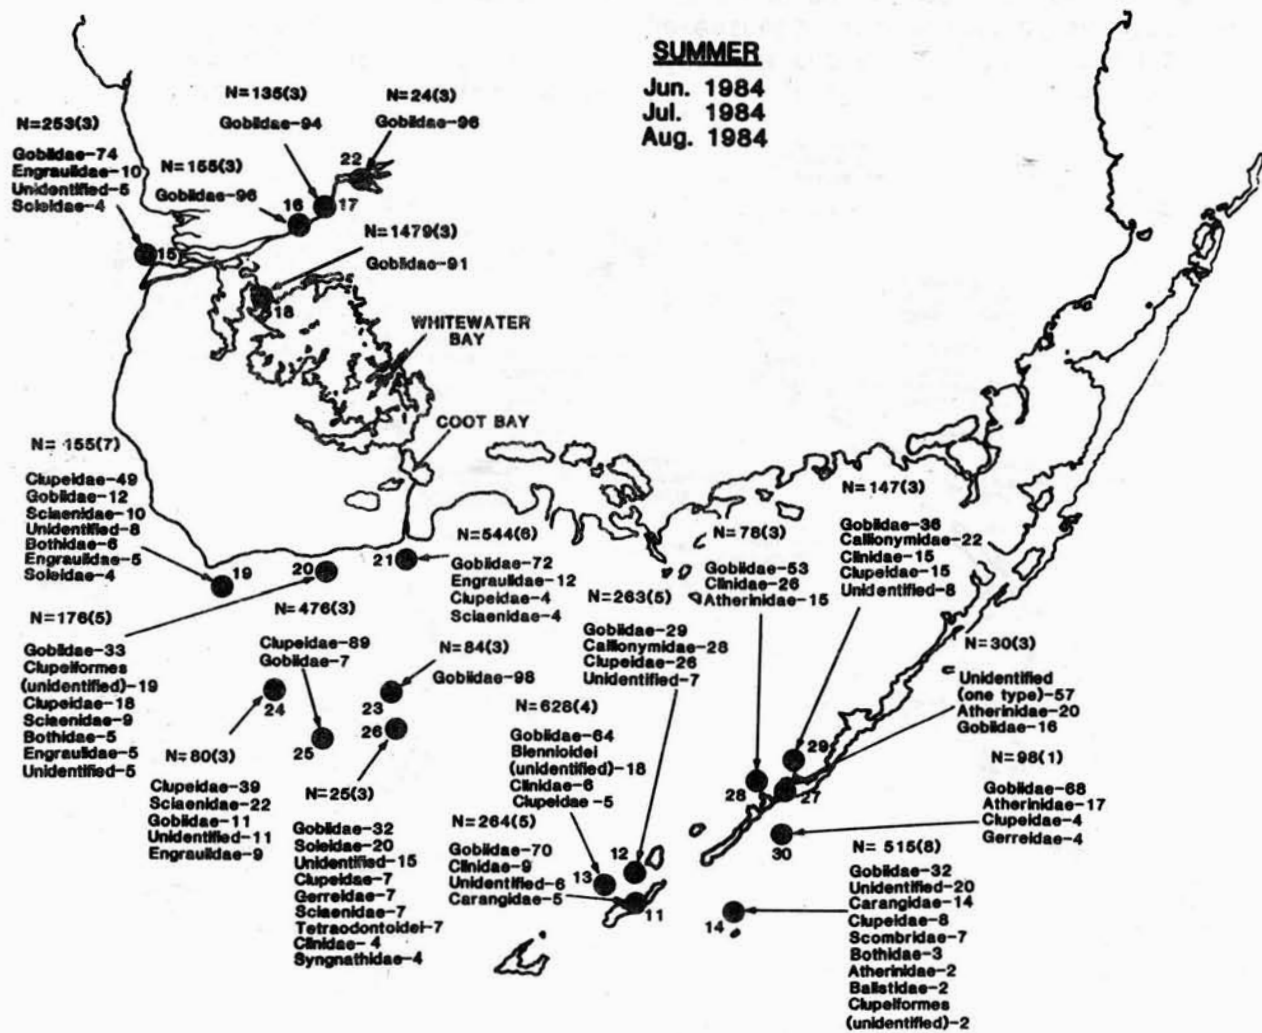 SUMMER
Jun. 1984
Jul. 1984
Aug. 1984
N=253(3)
Gobiidae-74
Engraulidae-10
Unidentified-5
Soleidae-4
15
N=155(3)
Gobiidae-96
16
N=135(3)
Gobiidae-94
17
N=24(3)
Gobiidae-96
22
N=1479(3)
Gobiidae-91
18
WHITEWATER
BAY
COOT BAY
N=155(7)
Clupeidae-49
Gobiidae-12
Sciaenidae-10
Unidentified-8
Bothidae-6
Engraulidae-5
Soleidae-4
19
N=176(5)
Gobiidae-33
Clupeiformes
(unidentified)-19
Clupeidae-18
Sciaenidae-9
Bothidae-5
Engraulidae-5
Unidentified-5
20
21
N=544(6)
Gobiidae-72
Engraulidae-12
Clupeidae-4
Sciaenidae-4
N=476(3)
Clupeidae-89
Gobiidae-7
25
N=84(3)
Gobiidae-98
23
24
N=80(3)
Clupeidae-39
Sciaenidae-22
Gobiidae-11
Unidentified-11
Engraulidae-9
26
N=25(3)
Gobiidae-32
Soleidae-20
Unidentified-15
Clupeidae-7
Gerreidae-7
Sciaenidae-7
Tetraodontoidei-7
Clinidae-4
Syngnathidae-4
N=263(5)
Gobiidae-29
Callionymidae-28
Clupeidae-26
Unidentified-7
12
N=628(4)
Gobiidae-64
Blennioidei
(unidentified)-18
Clinidae-6
Clupeidae-5
13
N=264(5)
Gobiidae-70
Clinidae-9
Unidentified-6
Carangidae-5
11
N=78(3)
Gobiidae-53
Clinidae-26
Atherinidae-15
28
N=147(3)
Gobiidae-36
Callionymidae-22
Clinidae-15
Clupeidae-15
Unidentified-8
29
N=30(3)
Unidentified
(one type)-57
Atherinidae-20
Gobiidae-16
27
N=98(1)
Gobiidae-68
Atherinidae-17
Clupeidae-4
Gerreidae-4
30
N=515(8)
Gobiidae-32
Unidentified-20
Carangidae-14
Clupeidae-8
Scombridae-7
Bothidae-3
Atherinidae-2
Balistidae-2
Clupeiformes
(unidentified)-2
14